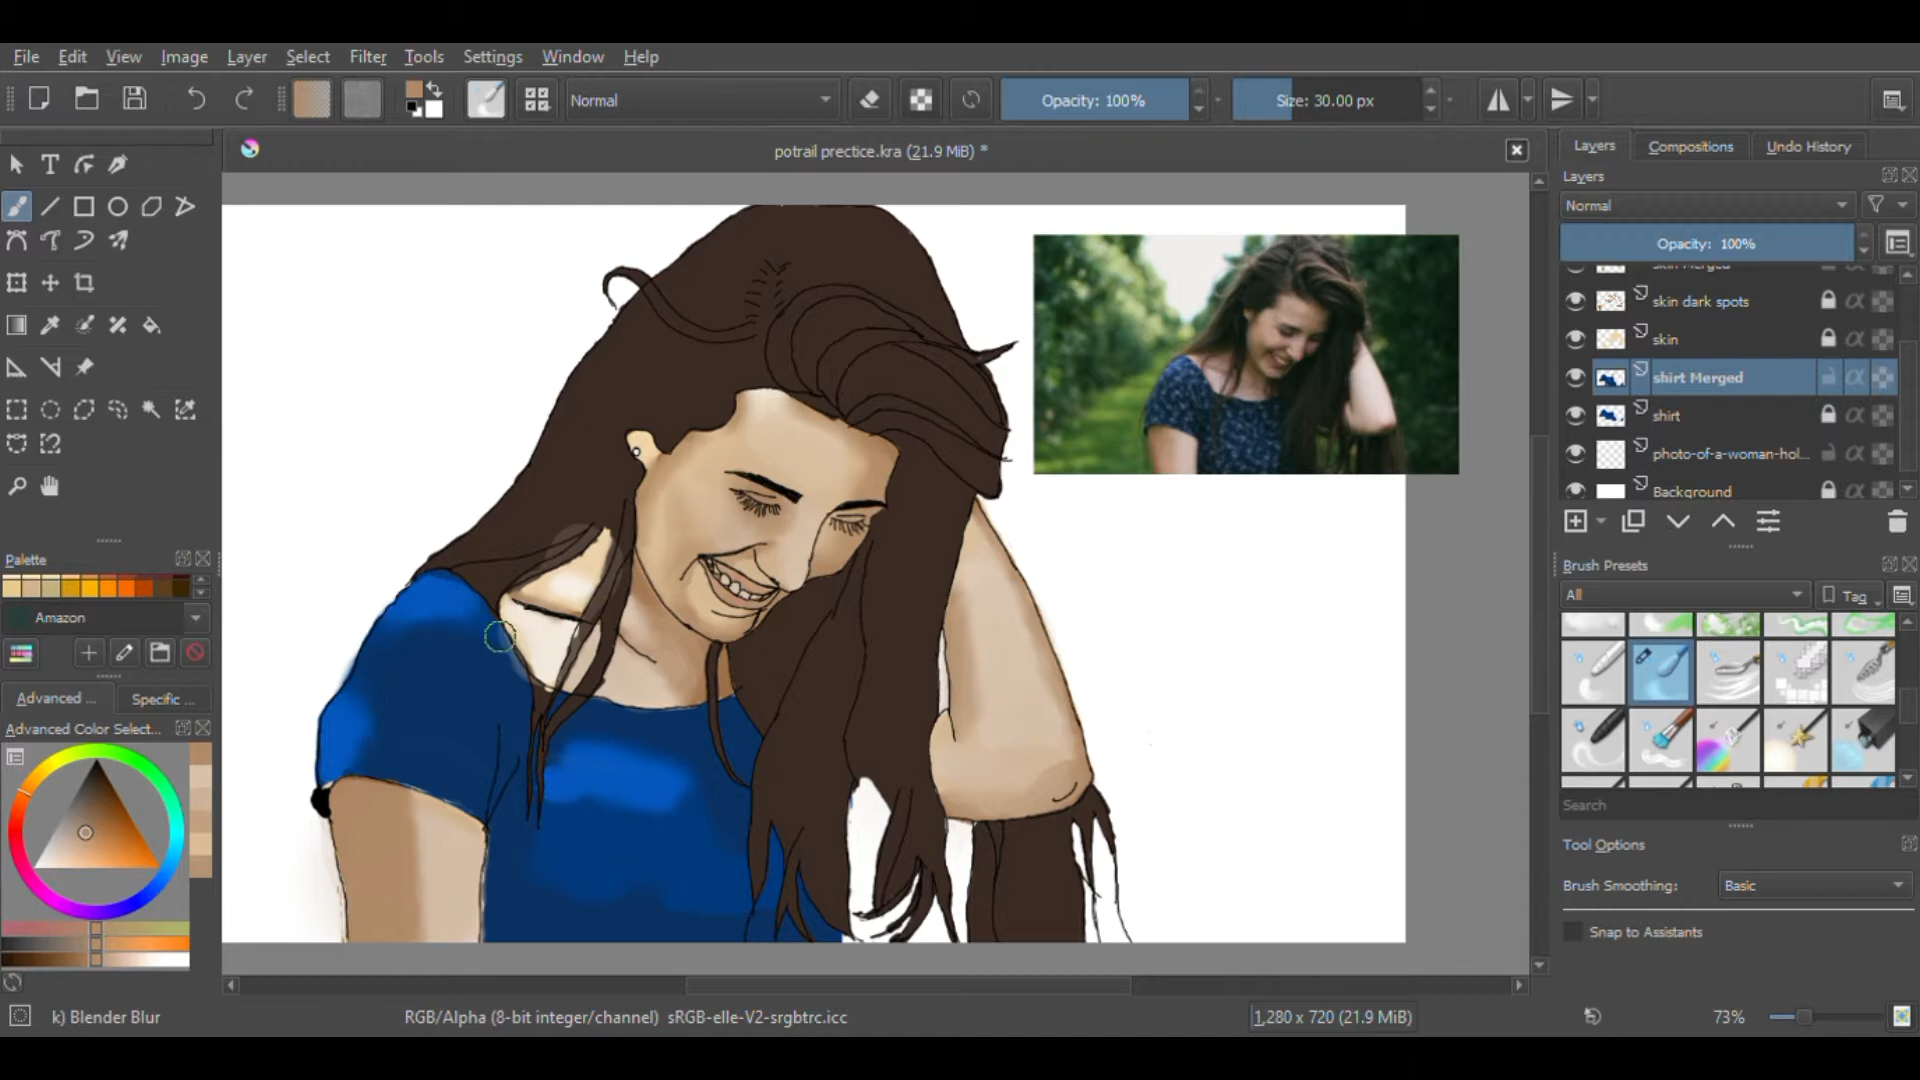 File Edit View Image Layer Select Filter Tools Settings Window Help
Normal Opacity: 100% Size: 30.00 px
potrail prectice.kra (21.9 MiB) *
Layers Compositions Undo History
Layers
Normal
Opacity: 100%
skin Merged
skin dark spots
skin
shirt Merged
shirt
photo-of-a-woman-hol...
Background
Palette
Amazon
Advanced ... Specific ...
Advanced Color Select...
Brush Presets
All Tag
Search
Tool Options
Brush Smoothing: Basic
Snap to Assistants
k) Blender Blur RGB/Alpha (8-bit integer/channel) sRGB-elle-V2-srgbtrc.icc 1,280 x 720 (21.9 MiB) 73%